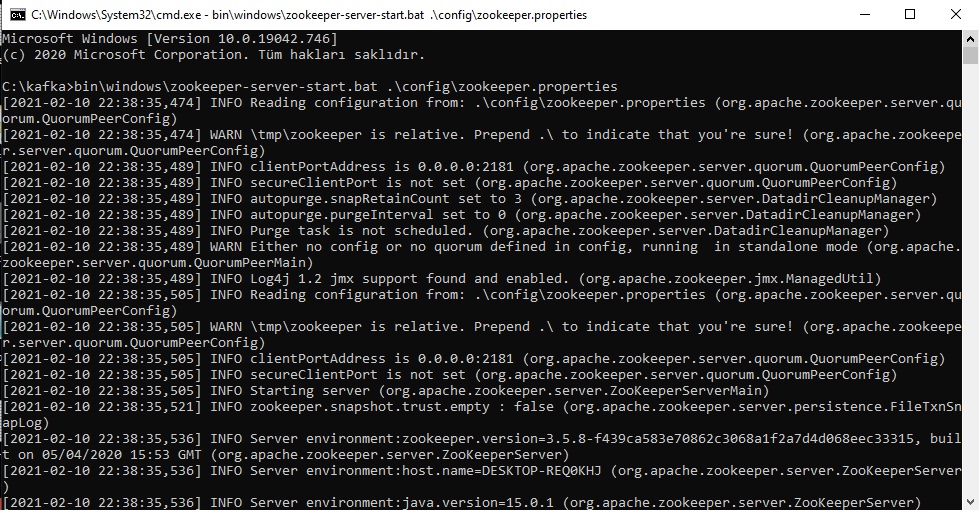 C:\Windows\System32\cmd.exe - bin\windows\zookeeper-server-start.bat .\config\zookeeper.properties
Microsoft Windows [Version 10.0.19042.746]
(c) 2020 Microsoft Corporation. Tüm hakları saklıdır.
C:\kafka>bin\windows\zookeeper-server-start.bat .\config\zookeeper.properties
[2021-02-10 22:38:35,474] INFO Reading configuration from: .\config\zookeeper.properties (org.apache.zookeeper.server.qu
orum.QuorumPeerConfig)
[2021-02-10 22:38:35,474] WARN \tmp\zookeeper is relative. Prepend .\ to indicate that you're sure! (org.apache.zookeepe
r.server.quorum.QuorumPeerConfig)
[2021-02-10 22:38:35,489] INFO clientPortAddress is 0.0.0.0:2181 (org.apache.zookeeper.server.quorum.QuorumPeerConfig)
[2021-02-10 22:38:35,489] INFO secureClientPort is not set (org.apache.zookeeper.server.quorum.QuorumPeerConfig)
[2021-02-10 22:38:35,489] INFO autopurge.snapRetainCount set to 3 (org.apache.zookeeper.server.DatadirCleanupManager)
[2021-02-10 22:38:35,489] INFO autopurge.purgeInterval set to 0 (org.apache.zookeeper.server.DatadirCleanupManager)
[2021-02-10 22:38:35,489] INFO Purge task is not scheduled. (org.apache.zookeeper.server.DatadirCleanupManager)
[2021-02-10 22:38:35,489] WARN Either no config or no quorum defined in config, running  in standalone mode (org.apache.
zookeeper.server.quorum.QuorumPeerMain)
[2021-02-10 22:38:35,489] INFO Log4j 1.2 jmx support found and enabled. (org.apache.zookeeper.jmx.ManagedUtil)
[2021-02-10 22:38:35,505] INFO Reading configuration from: .\config\zookeeper.properties (org.apache.zookeeper.server.qu
orum.QuorumPeerConfig)
[2021-02-10 22:38:35,505] WARN \tmp\zookeeper is relative. Prepend .\ to indicate that you're sure! (org.apache.zookeepe
r.server.quorum.QuorumPeerConfig)
[2021-02-10 22:38:35,505] INFO clientPortAddress is 0.0.0.0:2181 (org.apache.zookeeper.server.quorum.QuorumPeerConfig)
[2021-02-10 22:38:35,505] INFO secureClientPort is not set (org.apache.zookeeper.server.quorum.QuorumPeerConfig)
[2021-02-10 22:38:35,505] INFO Starting server (org.apache.zookeeper.server.ZooKeeperServerMain)
[2021-02-10 22:38:35,521] INFO zookeeper.snapshot.trust.empty : false (org.apache.zookeeper.server.persistence.FileTxnSn
apLog)
[2021-02-10 22:38:35,536] INFO Server environment:zookeeper.version=3.5.8-f439ca583e70862c3068a1f2a7d4d068eec33315, buil
t on 05/04/2020 15:53 GMT (org.apache.zookeeper.server.ZooKeeperServer)
[2021-02-10 22:38:35,536] INFO Server environment:host.name=DESKTOP-REQ0KHJ (org.apache.zookeeper.server.ZooKeeperServer
)
[2021-02-10 22:38:35,536] INFO Server environment:java.version=15.0.1 (org.apache.zookeeper.server.ZooKeeperServer)